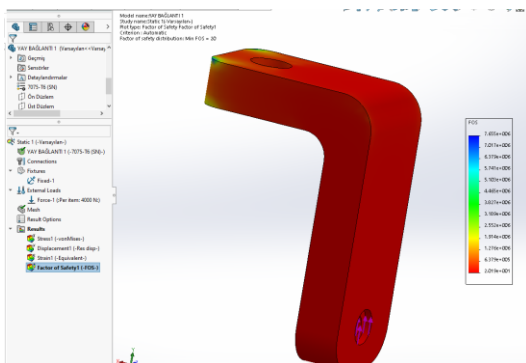 Model name:YAY BAĞLANTI 1
Study name:Static 1(-Varsayılan-)
Plot type: Factor of Safety Factor of Safety1
Criterion : Automatic
Factor of safety distribution: Min FOS = 20
YAY BAĞLANTI 1 (Varsayılan<<Varsay
Geçmiş
Sensörler
Detaylandırmalar
7075-T6 (SN)
Ön Düzlem
Üst Düzlem
Static 1 (-Varsayılan-)
YAY BAĞLANTI 1 (-7075-T6 (SN)-)
Connections
Fixtures
Fixed-1
External Loads
Force-1 (:Per item: 4000 N:)
Mesh
Result Options
Results
Stress1 (-vonMises-)
Displacement1 (-Res disp-)
Strain1 (-Equivalent-)
Factor of Safety1 (-FOS-)
FOS